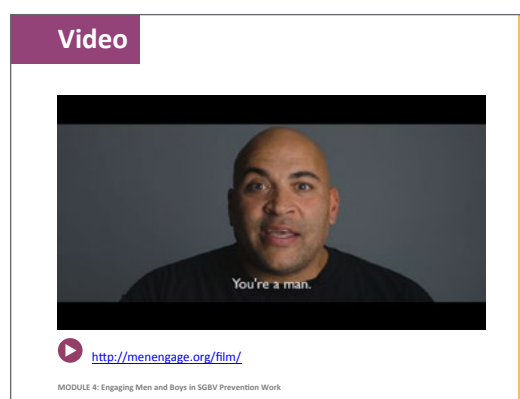 Video
You're a man.
http://menengage.org/film/
MODULE 4: Engaging Men and Boys in SGBV Prevention Work